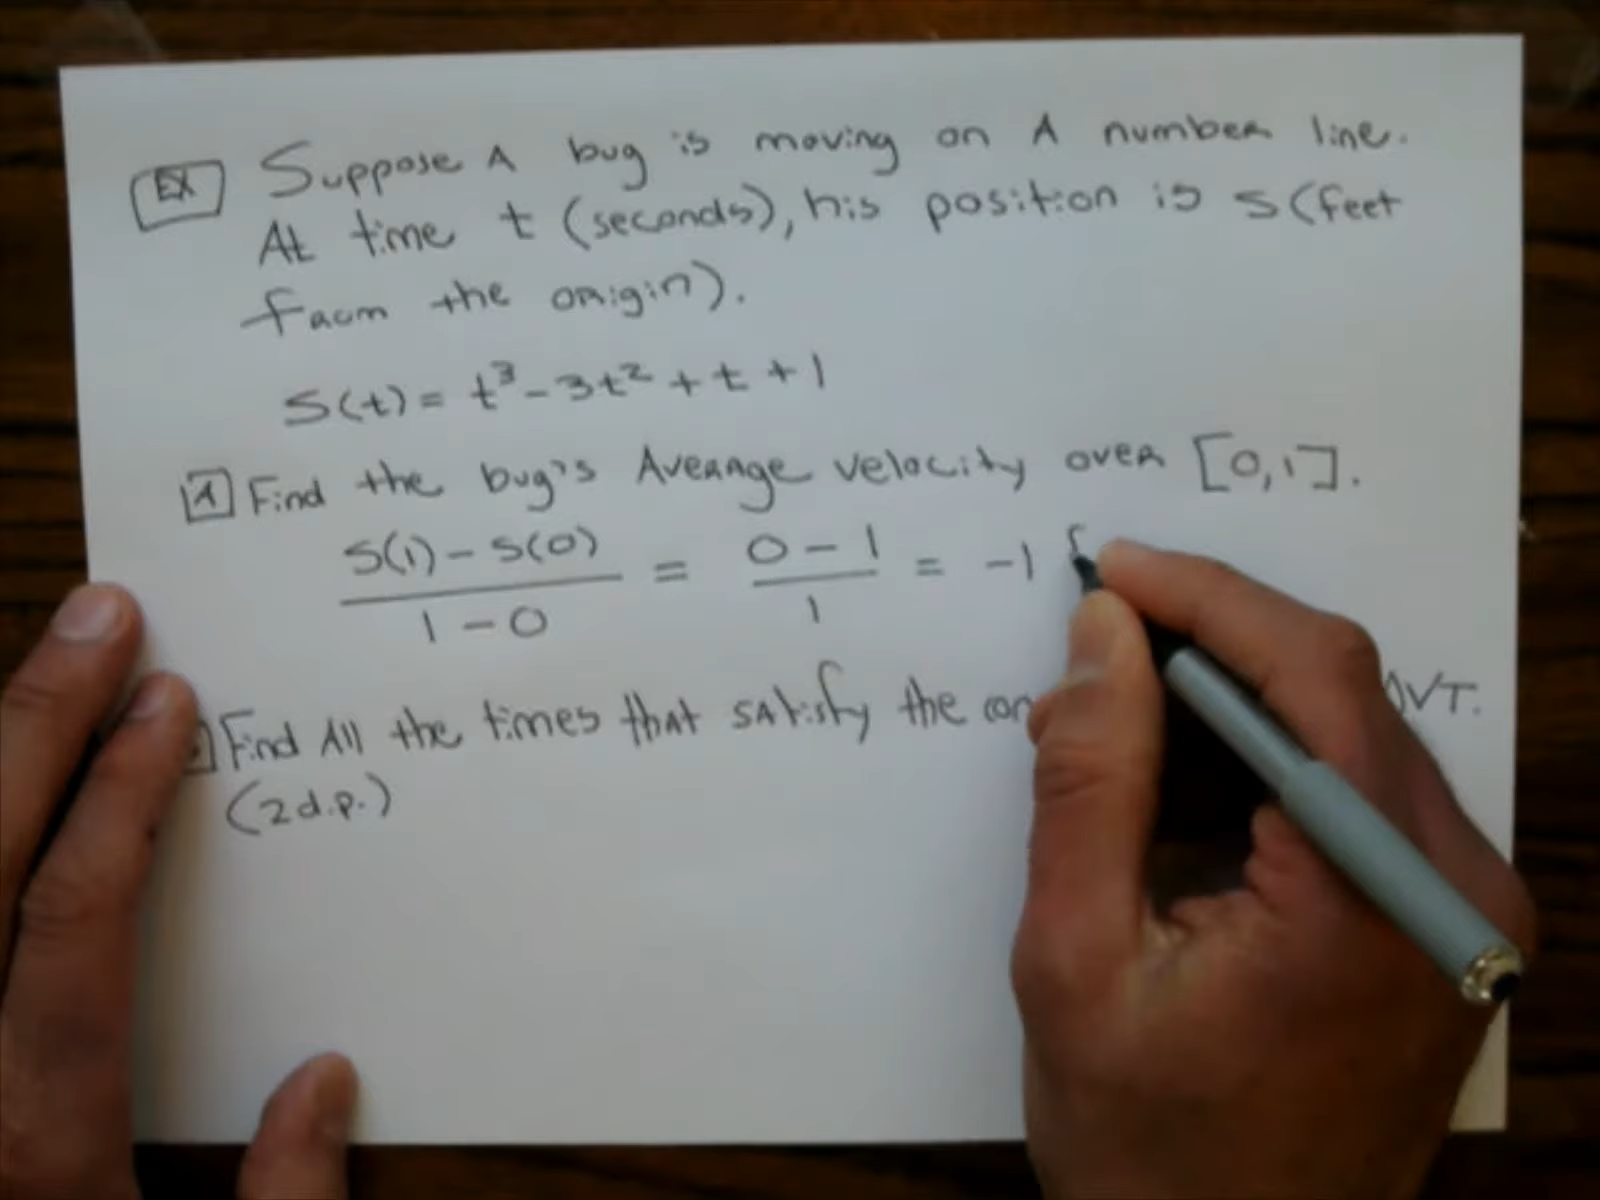 EX Suppose A bug is moving on A number line.
At time t (seconds), his position is s (feet
from the origin).
s(t) = t³ - 3t² + t + 1
A Find the bug's Average velocity over [0,1].
s(1) - s(0) / 1 - 0 = 0 - 1 / 1 = -1
Find All the times that satisfy the
(2 d.p.)